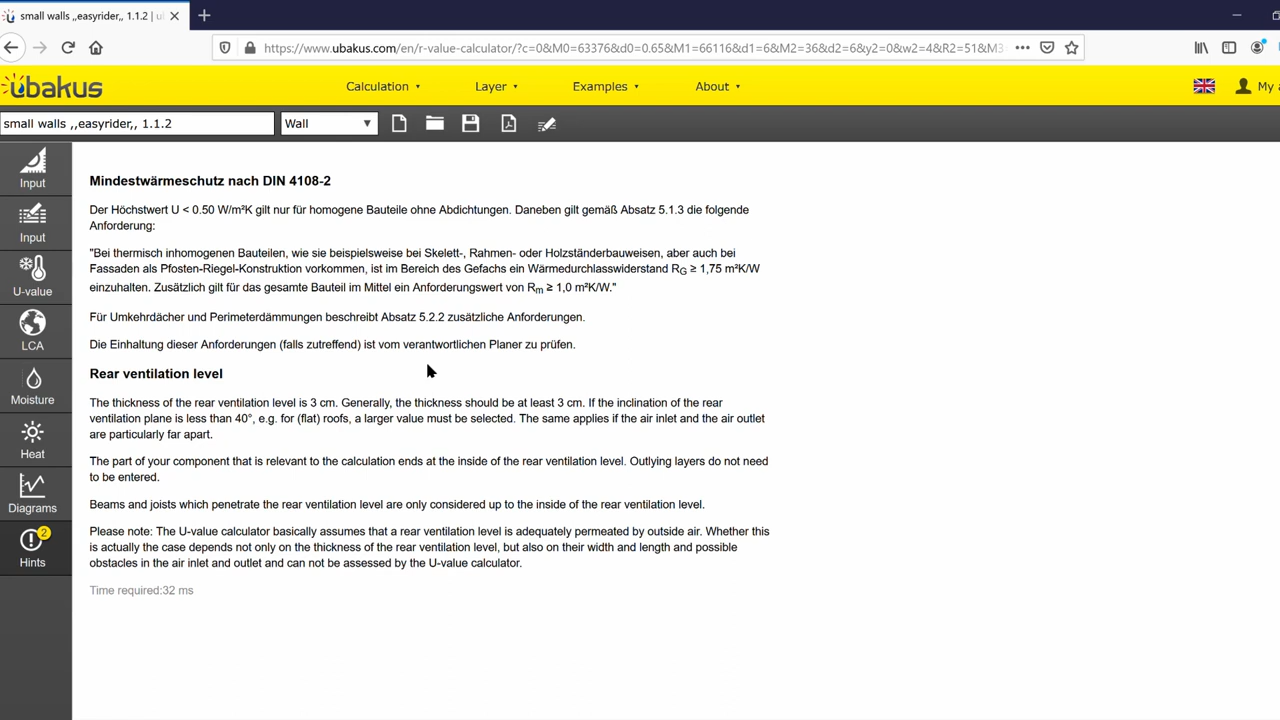 small walls ,,easyrider,, 1.1.2 | u
https://www.ubakus.com/en/r-value-calculator/?c=0&M0=63376&d0=0.65&M1=66116&d1=6&M2=36&d2=6&y2=0&w2=4&R2=51&M3
übakus
Calculation
Layer
Examples
About
My a
small walls ,,easyrider,, 1.1.2
Wall
Input
Input
U-value
LCA
Moisture
Heat
Diagrams
2
Hints
Mindestwärmeschutz nach DIN 4108-2
Der Höchstwert U < 0.50 W/m²K gilt nur für homogene Bauteile ohne Abdichtungen. Daneben gilt gemäß Absatz 5.1.3 die folgende
Anforderung:
"Bei thermisch inhomogenen Bauteilen, wie sie beispielsweise bei Skelett-, Rahmen- oder Holzständerbauweisen, aber auch bei
Fassaden als Pfosten-Riegel-Konstruktion vorkommen, ist im Bereich des Gefachs ein Wärmedurchlasswiderstand RG ≥ 1,75 m²K/W
einzuhalten. Zusätzlich gilt für das gesamte Bauteil im Mittel ein Anforderungswert von Rm ≥ 1,0 m²K/W."
Für Umkehrdächer und Perimeterdämmungen beschreibt Absatz 5.2.2 zusätzliche Anforderungen.
Die Einhaltung dieser Anforderungen (falls zutreffend) ist vom verantwortlichen Planer zu prüfen.
Rear ventilation level
The thickness of the rear ventilation level is 3 cm. Generally, the thickness should be at least 3 cm. If the inclination of the rear
ventilation plane is less than 40°, e.g. for (flat) roofs, a larger value must be selected. The same applies if the air inlet and the air outlet
are particularly far apart.
The part of your component that is relevant to the calculation ends at the inside of the rear ventilation level. Outlying layers do not need
to be entered.
Beams and joists which penetrate the rear ventilation level are only considered up to the inside of the rear ventilation level.
Please note: The U-value calculator basically assumes that a rear ventilation level is adequately permeated by outside air. Whether this
is actually the case depends not only on the thickness of the rear ventilation level, but also on their width and length and possible
obstacles in the air inlet and outlet and can not be assessed by the U-value calculator.
Time required:32 ms